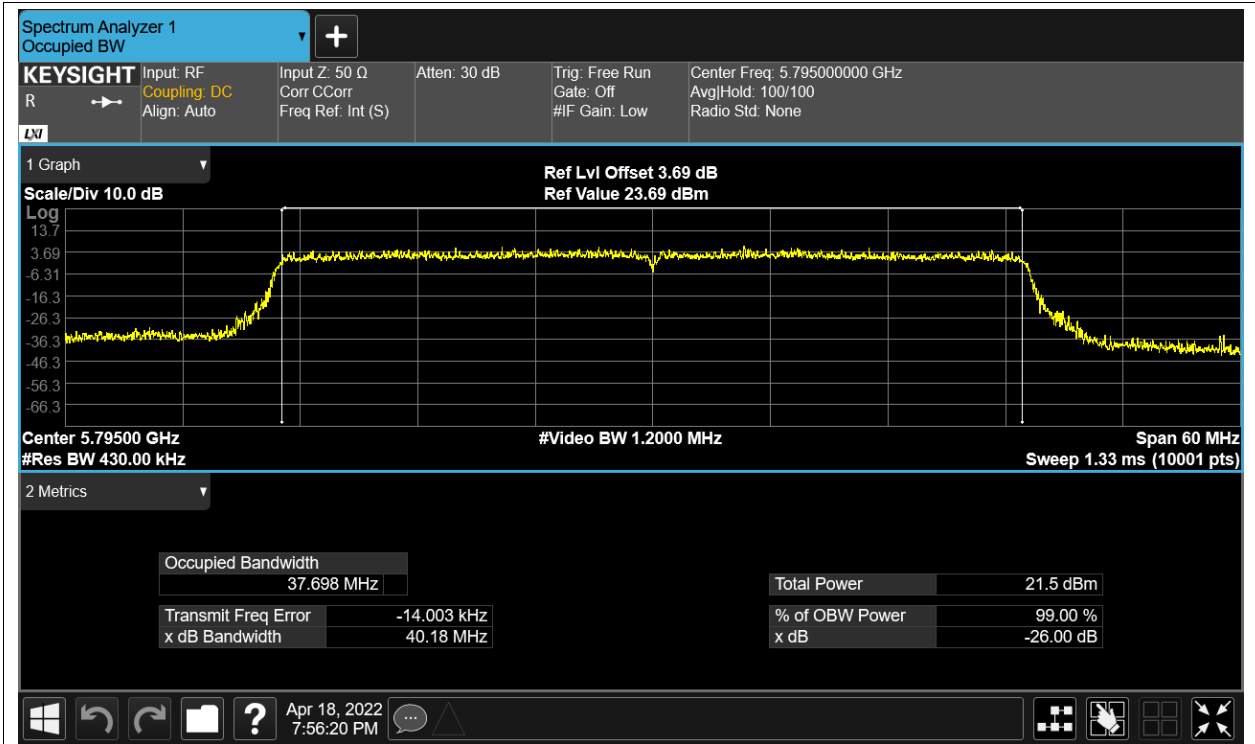 Spectrum Analyzer 1
Occupied BW
KEYSIGHT Input: RF Input Z: 50 Ω Atten: 30 dB Trig: Free Run Center Freq: 5.795000000 GHz
R Coupling: DC Corr CCorr Gate: Off Avg|Hold: 100/100
Align: Auto Freq Ref: Int (S) #IF Gain: Low Radio Std: None
LXI
1 Graph
Ref Lvl Offset 3.69 dB
Scale/Div 10.0 dB Ref Value 23.69 dBm
Log
13.7
3.69
-6.31
-16.3
-26.3
-36.3
-46.3
-56.3
-66.3
Center 5.79500 GHz #Video BW 1.2000 MHz Span 60 MHz
#Res BW 430.00 kHz Sweep 1.33 ms (10001 pts)
2 Metrics
Occupied Bandwidth
37.698 MHz Total Power 21.5 dBm
Transmit Freq Error -14.003 kHz % of OBW Power 99.00 %
x dB Bandwidth 40.18 MHz x dB -26.00 dB
? Apr 18, 2022
7:56:20 PM